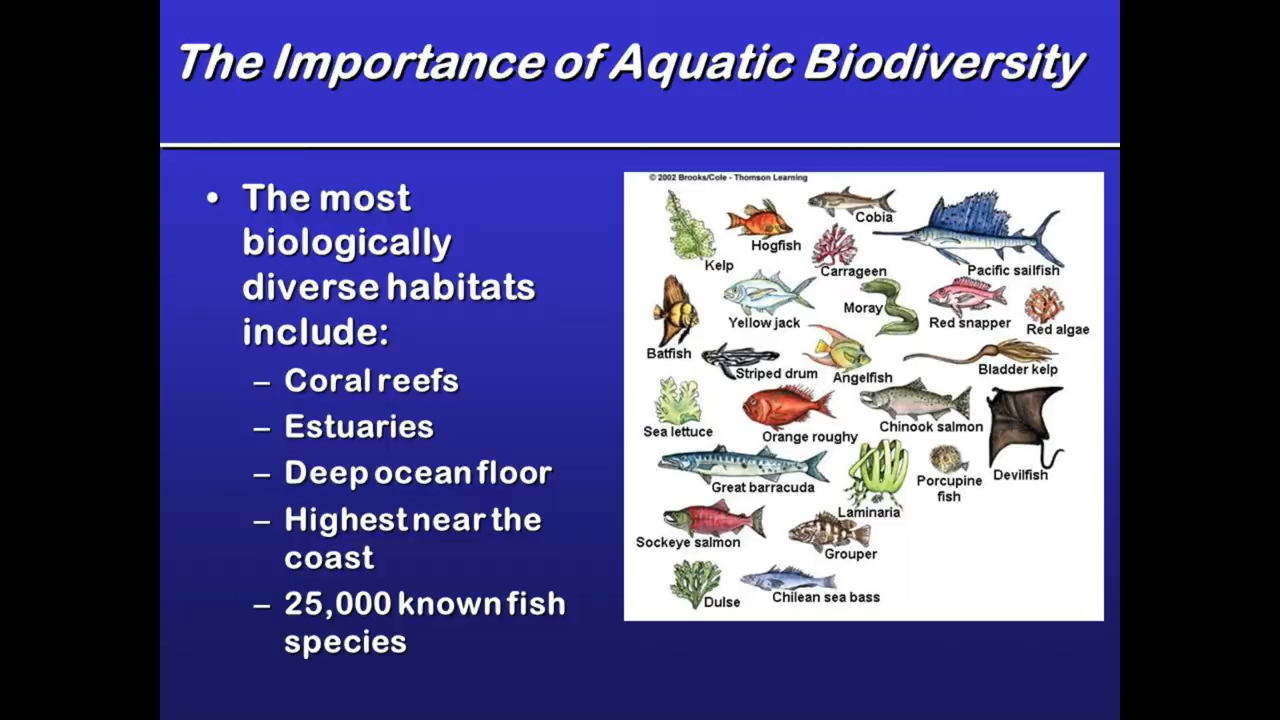 The Importance of Aquatic Biodiversity
• The most
biologically
diverse habitats
include:
– Coral reefs
– Estuaries
– Deep ocean floor
– Highest near the
coast
– 25,000 known fish
species
© 2002 Brooks/Cole - Thomson Learning
Cobia
Hogfish
Kelp
Carrageen
Pacific sailfish
Yellow jack
Moray
Red snapper
Red algae
Batfish
Striped drum
Angelfish
Bladder kelp
Sea lettuce
Orange roughy
Chinook salmon
Great barracuda
Laminaria
Porcupine
fish
Devilfish
Sockeye salmon
Grouper
Dulse
Chilean sea bass